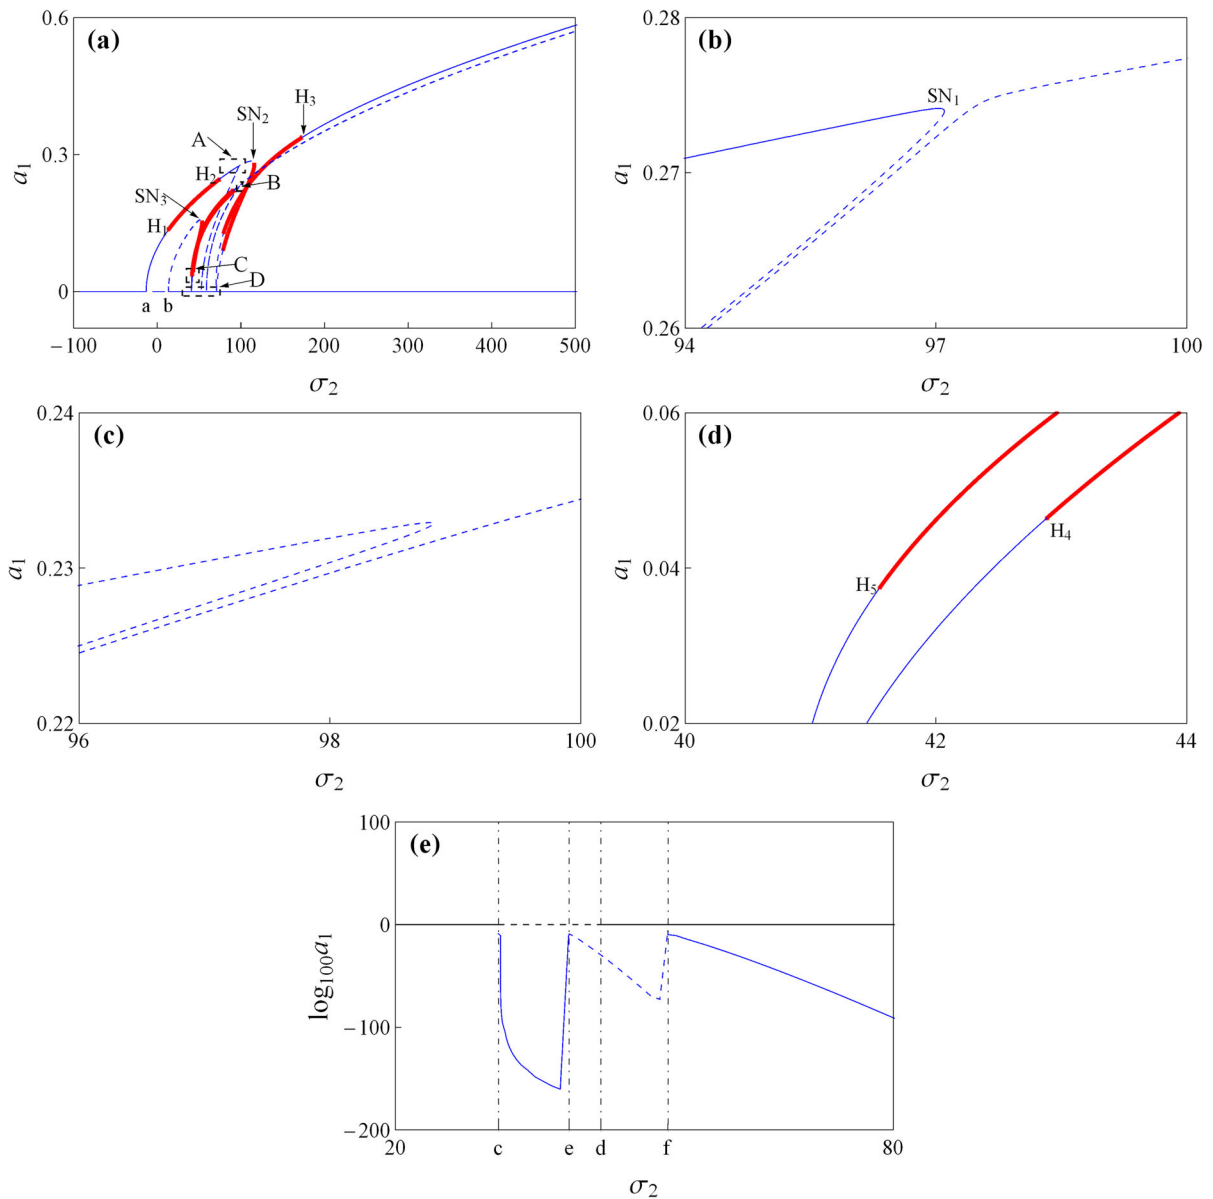 (a)
0.6
0.3
0
a₁
A
SN₂
H₃
H₂
B
SN₃
H₁
C
D
a b
−100 0 100 200 300 400 500
σ₂
(b)
0.28
0.27
0.26
a₁
SN₁
94 97 100
σ₂
(c)
0.24
0.23
0.22
a₁
96 98 100
σ₂
(d)
0.06
0.04
0.02
a₁
H₄
H₅
40 42 44
σ₂
(e)
100
0
−100
−200
log₁₀₀a₁
20 c e d f 80
σ₂